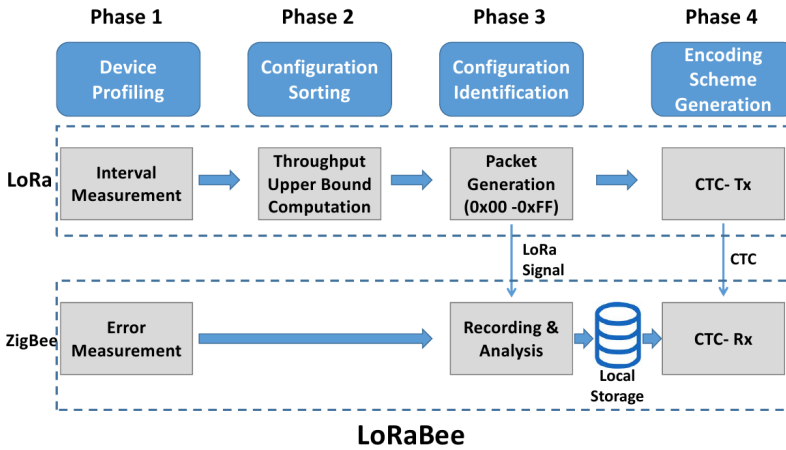 Phase 1
Phase 2
Phase 3
Phase 4
Device
Profiling
Configuration
Sorting
Configuration
Identification
Encoding
Scheme
Generation
LoRa
Interval
Measurement
Throughput
Upper Bound
Computation
Packet
Generation
(0x00 -0xFF)
CTC- Tx
LoRa
Signal
CTC
ZigBee
Error
Measurement
Recording &
Analysis
Local
Storage
CTC- Rx
LoRaBee